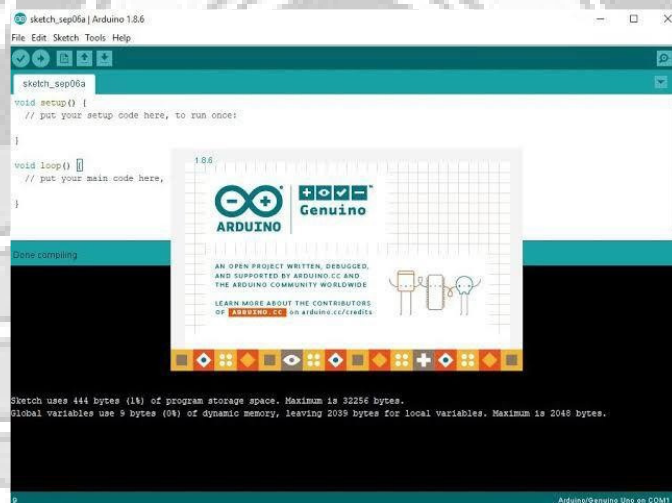 sketch_sep06a | Arduino 1.8.6
File Edit Sketch Tools Help
sketch_sep06a
void setup() {
// put your setup code here, to run once:
}
void loop() {
// put your main code here,
}
1.8.6
ARDUINO
Genuino
AN OPEN PROJECT WRITTEN, DEBUGGED,
AND SUPPORTED BY ARDUINO.CC AND
THE ARDUINO COMMUNITY WORLDWIDE
LEARN MORE ABOUT THE CONTRIBUTORS
OF ARDUINO.CC on arduino.cc/credits
Done compiling
Sketch uses 444 bytes (1%) of program storage space. Maximum is 32256 bytes.
Global variables use 9 bytes (0%) of dynamic memory, leaving 2039 bytes for local variables. Maximum is 2048 bytes.
9
Arduino/Genuino Uno on COM1